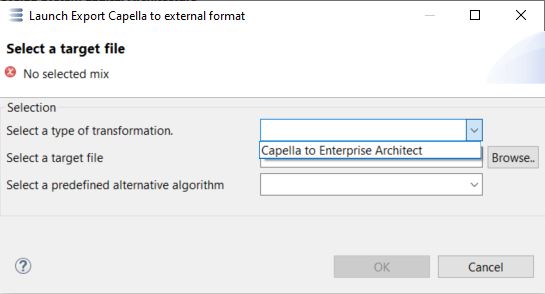 Launch Export Capella to external format
Select a target file
No selected mix
Selection
Select a type of transformation.
Capella to Enterprise Architect
Select a target file
Browse..
Select a predefined alternative algorithm
?
OK
Cancel